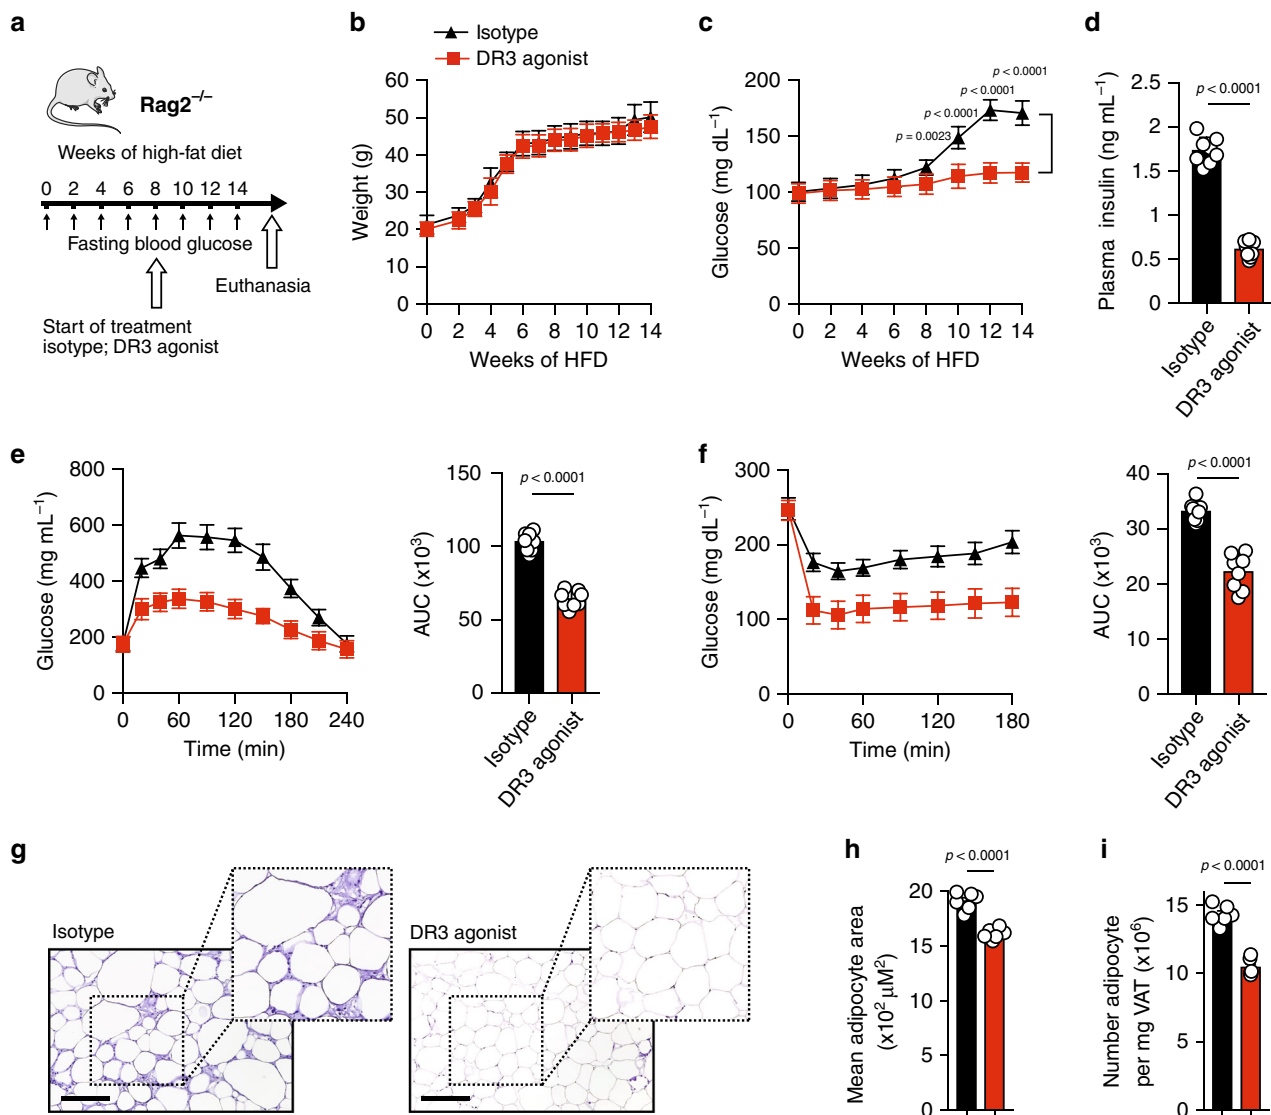 a
Rag2–/–
Weeks of high-fat diet
0 2 4 6 8 10 12 14
Fasting blood glucose
Euthanasia
Start of treatment
isotype; DR3 agonist
b
Isotype
DR3 agonist
Weight (g)
60
50
40
30
20
10
0
0 2 4 6 8 10 12 14
Weeks of HFD
c
Glucose (mg dL–1)
200
150
100
50
0
p = 0.0023
p < 0.0001
p < 0.0001
p < 0.0001
0 2 4 6 8 10 12 14
Weeks of HFD
d
Plasma insulin (ng mL–1)
2.5
2
1.5
1
0.5
0
p < 0.0001
Isotype
DR3 agonist
e
Glucose (mg mL–1)
800
600
400
200
0
0 60 120 180 240
Time (min)
AUC (x103)
150
100
50
0
p < 0.0001
Isotype
DR3 agonist
f
Glucose (mg dL–1)
300
200
100
0
0 60 120 180
Time (min)
AUC (x103)
40
30
20
10
0
p < 0.0001
Isotype
DR3 agonist
g
Isotype
DR3 agonist
h
Mean adipocyte area
(x102 µM2)
20
15
10
5
0
p < 0.0001
i
Number adipocyte
per mg VAT (x106)
15
10
5
0
p < 0.0001